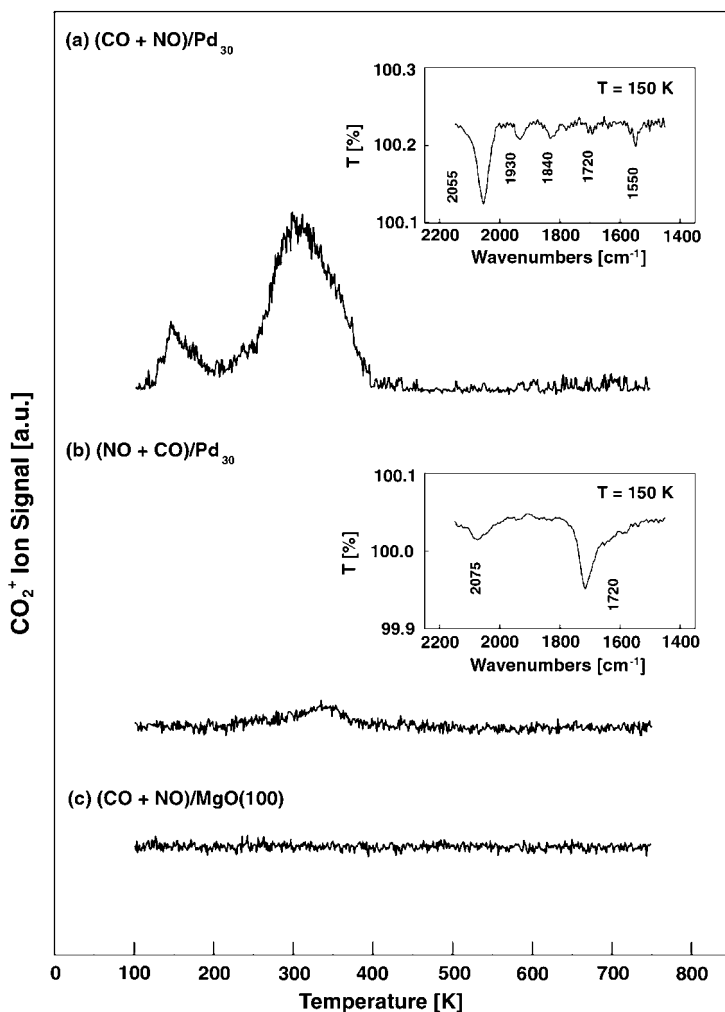 (a) (CO + NO)/Pd30
T = 150 K
100.3
100.2
100.1
T [%]
2055
1930
1840
1720
1550
2200 2000 1800 1600 1400
Wavenumbers [cm-1]
CO2+ Ion Signal [a.u.]
(b) (NO + CO)/Pd30
T = 150 K
100.1
100.0
99.9
T [%]
2075
1720
2200 2000 1800 1600 1400
Wavenumbers [cm-1]
(c) (CO + NO)/MgO(100)
0 100 200 300 400 500 600 700 800
Temperature [K]